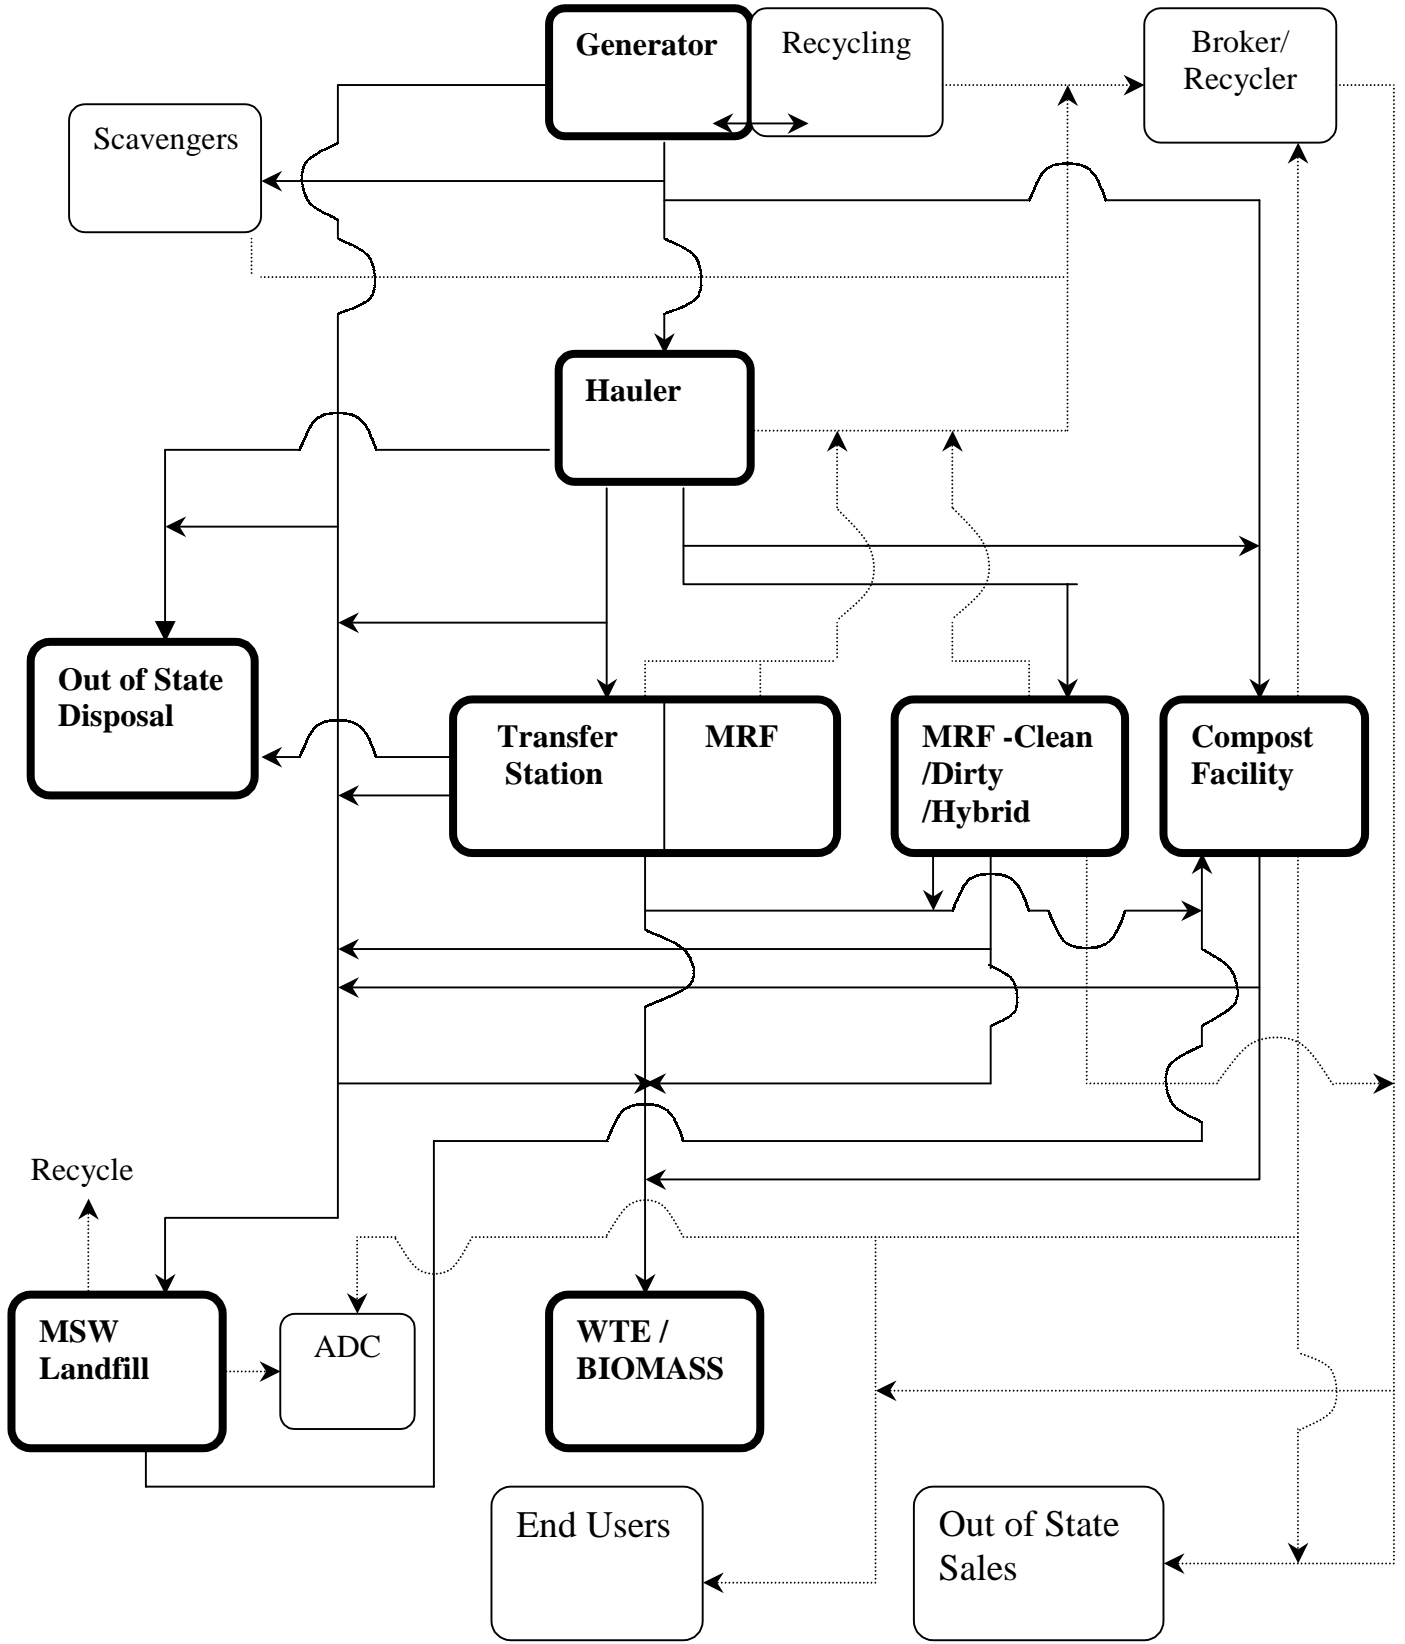 Generator
Recycling
Broker/
Recycler
Scavengers
Hauler
Out of State
Disposal
Transfer
Station
MRF
MRF -Clean
/Dirty
/Hybrid
Compost
Facility
Recycle
MSW
Landfill
ADC
WTE /
BIOMASS
End Users
Out of State
Sales